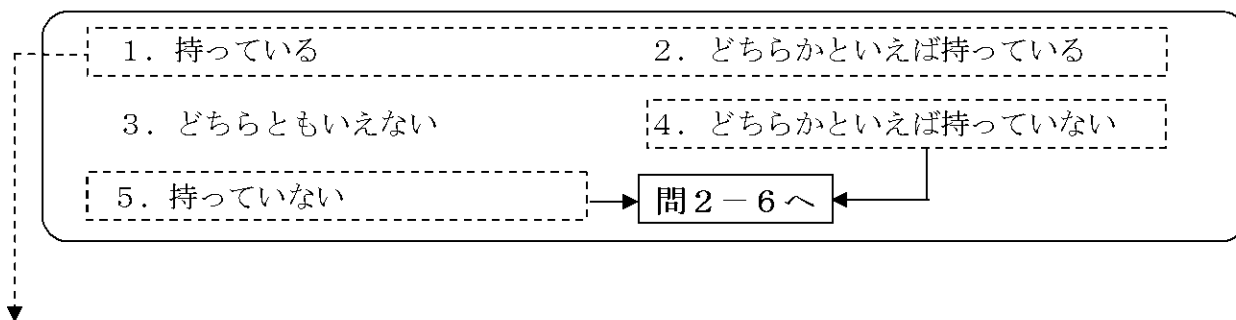 1．持っている　2．どちらかといえば持っている
3．どちらともいえない　4．どちらかといえば持っていない
5．持っていない　問2－6へ